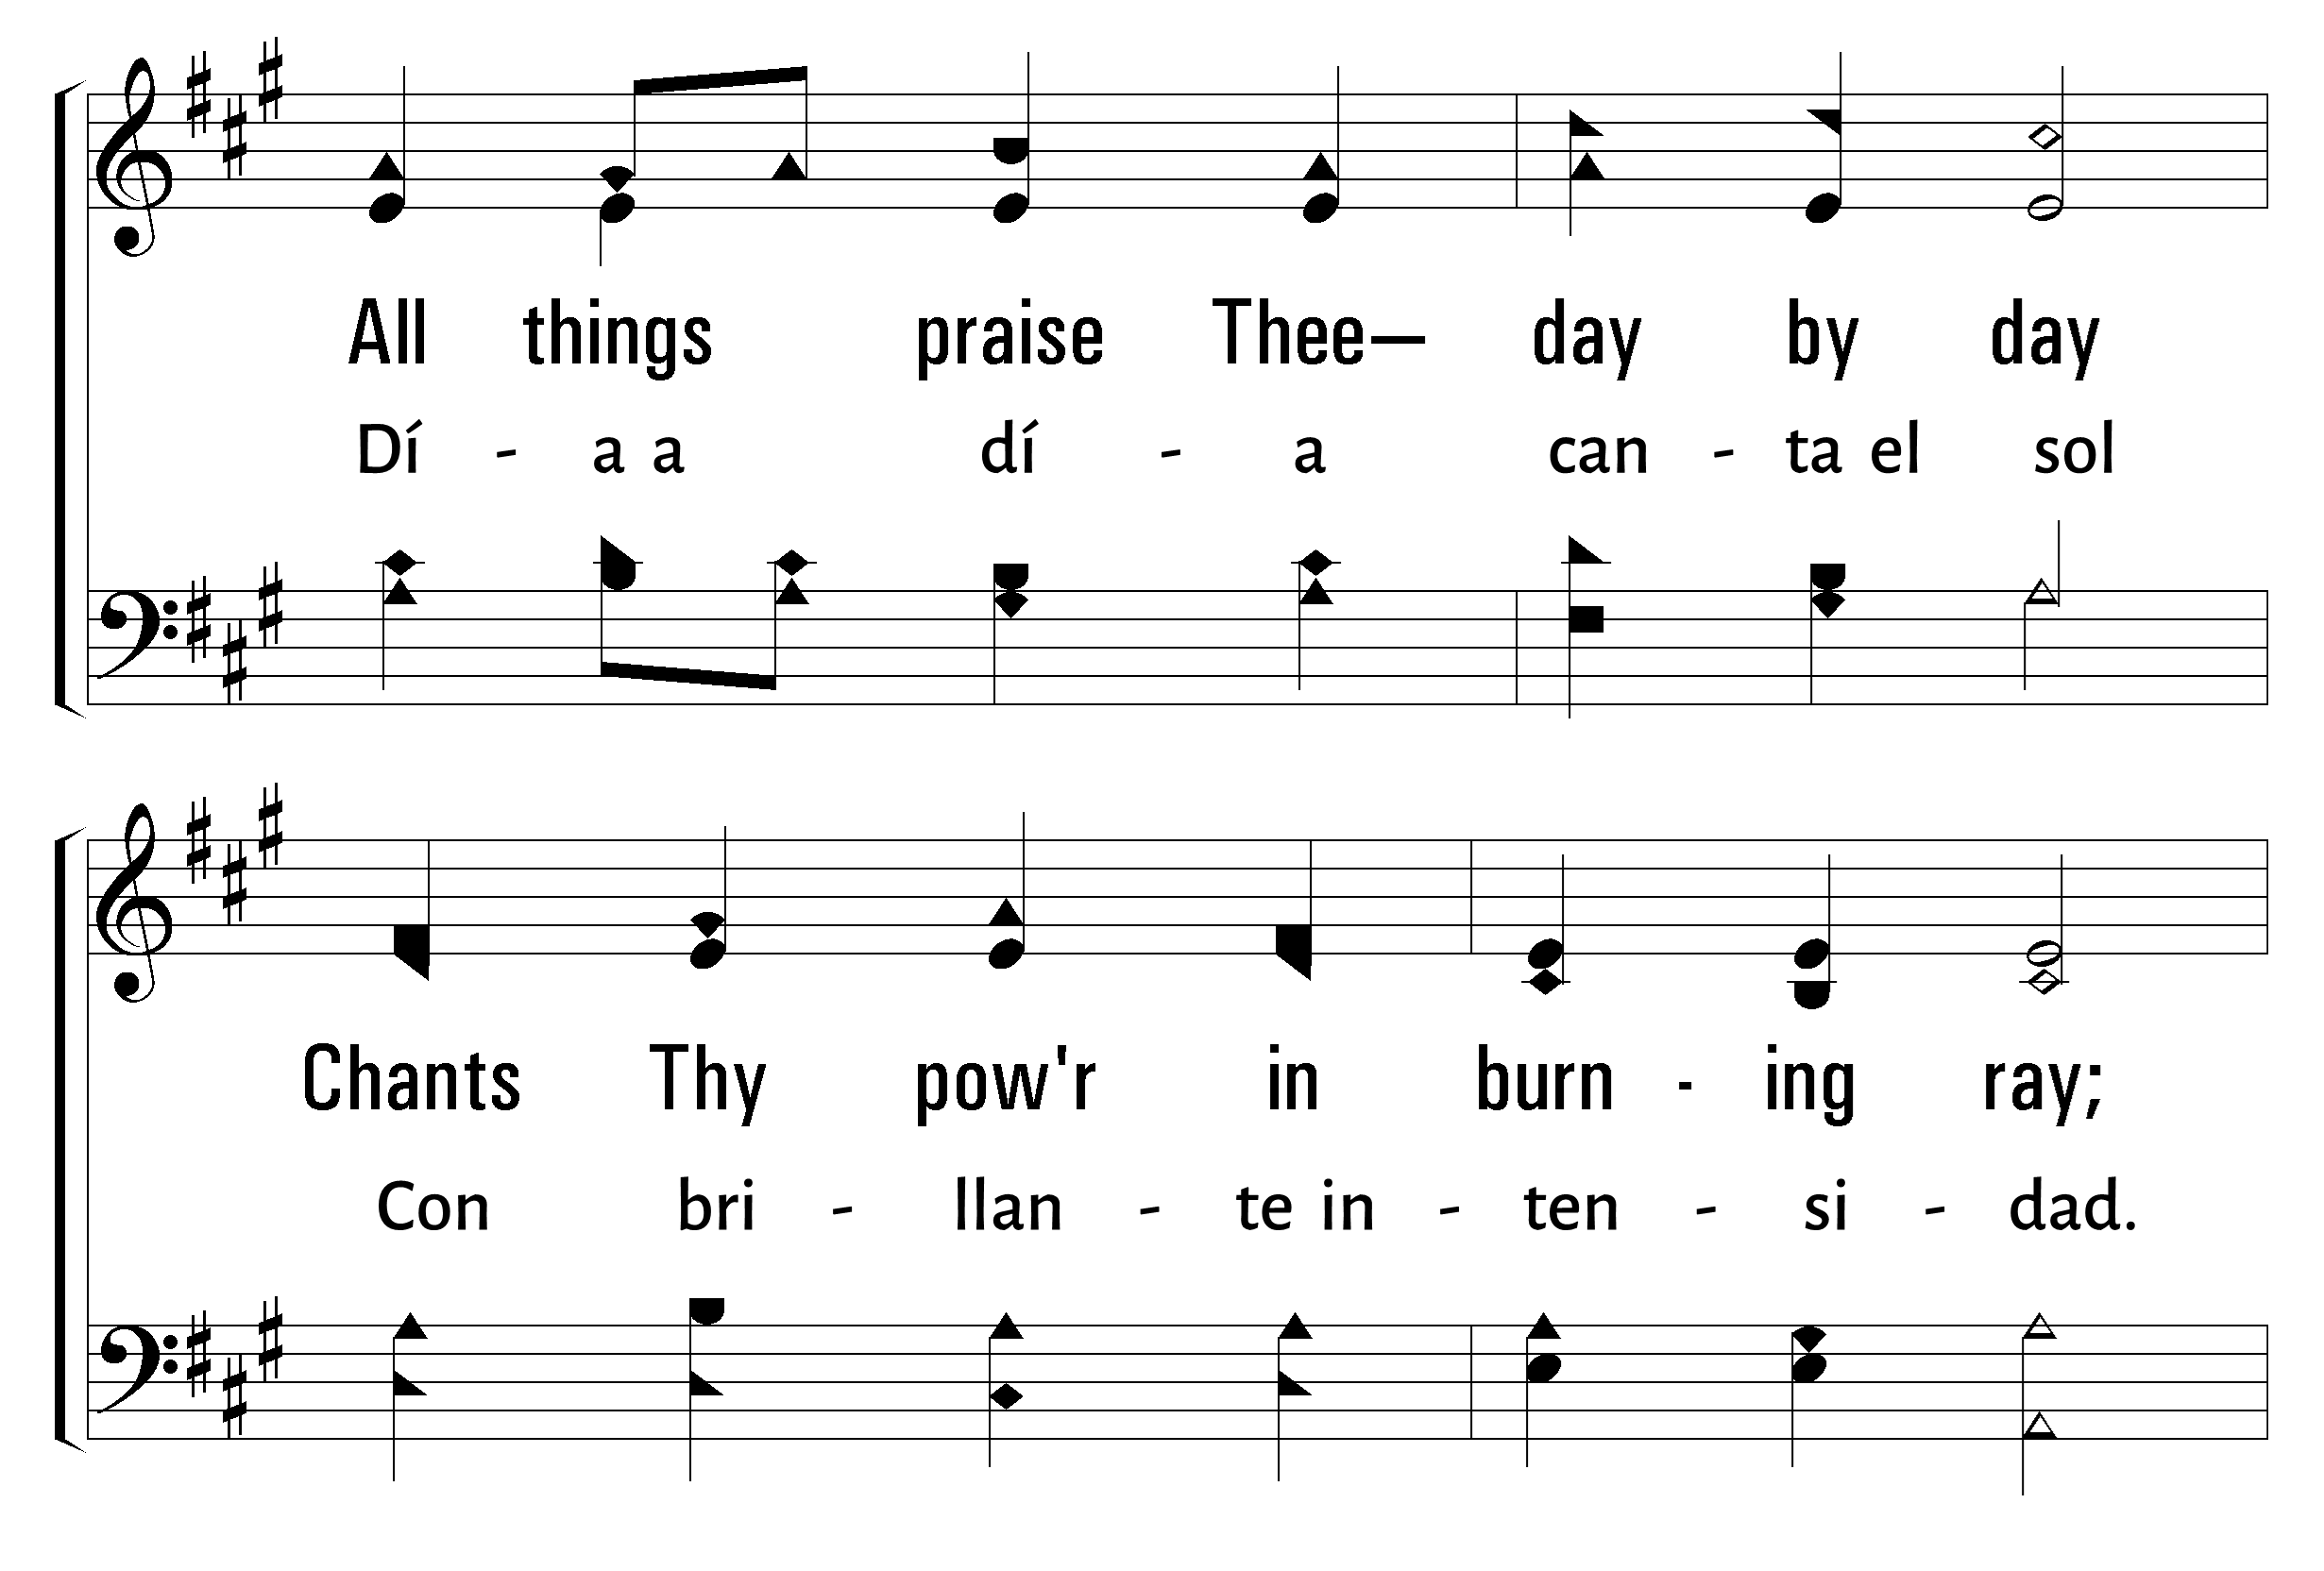 All things praise Thee— day by day
Dí - a a dí - a can - ta el sol
Chants Thy pow'r in burn - ing ray;
Con bri - llan - te in - ten - si - dad.